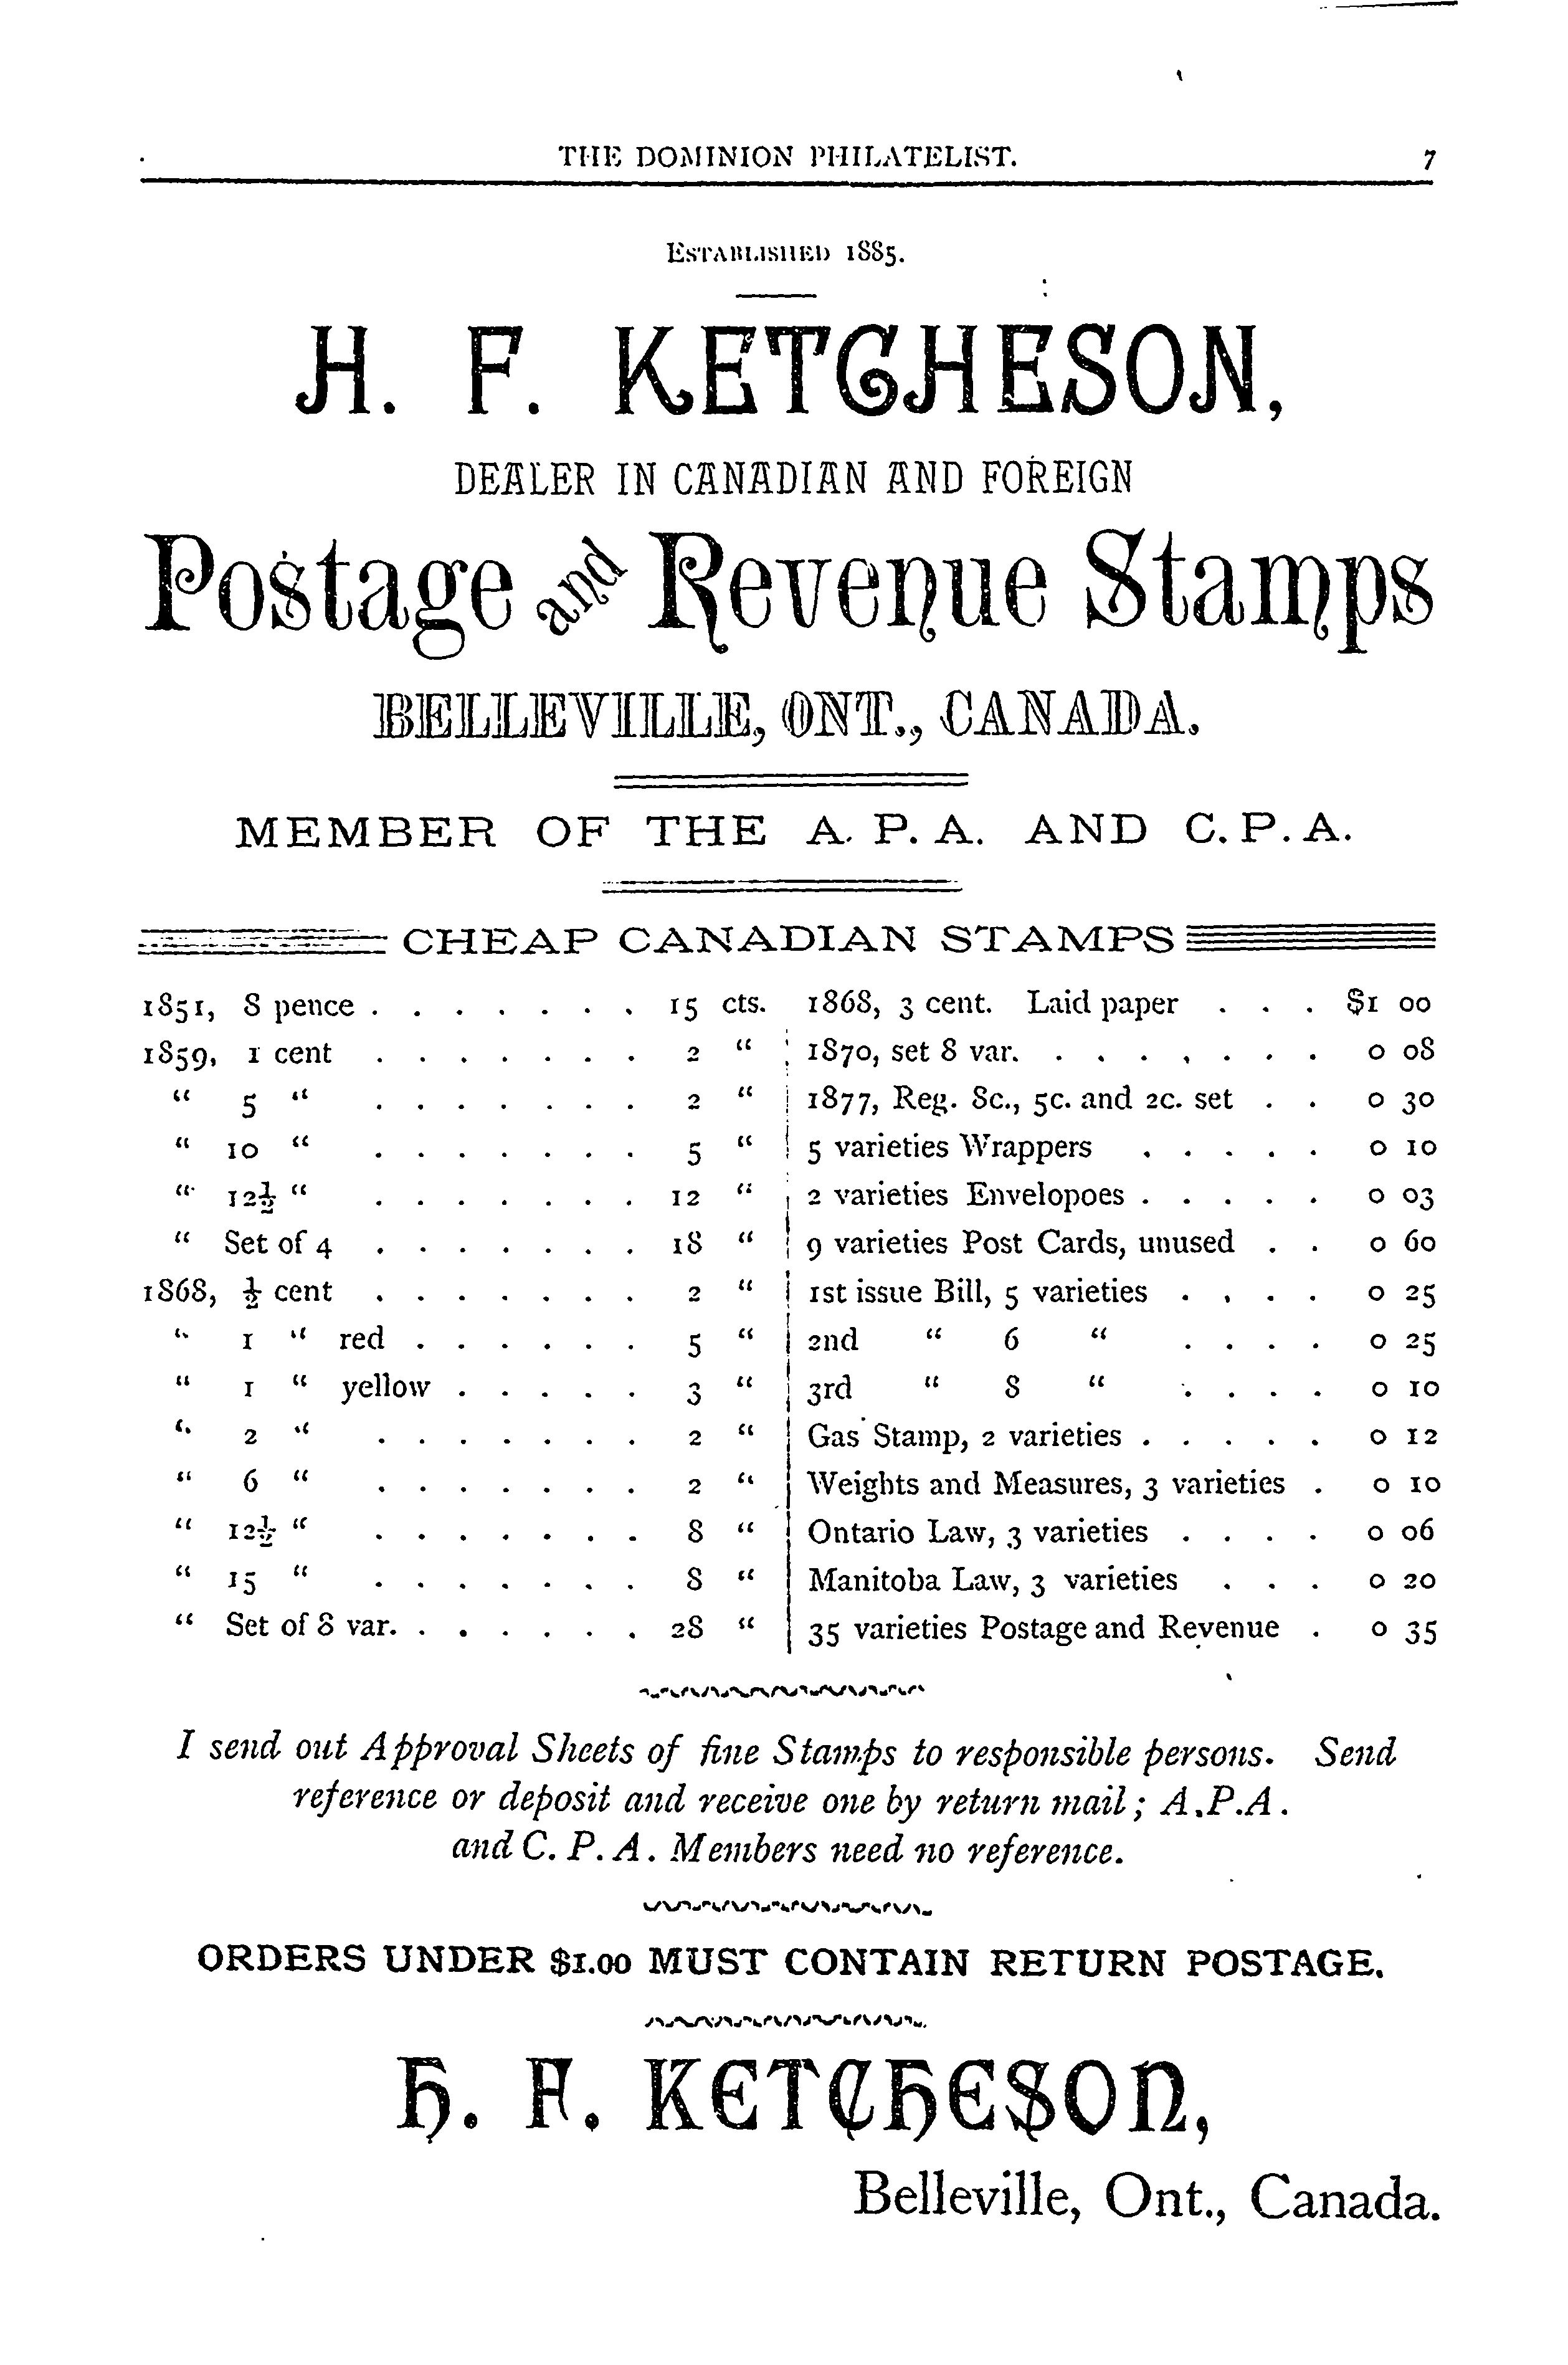 THE DOMINION PHILATELIST. 7
ESTABLISHED 1885.
H. F. KETCHESON,
DEALER IN CANADIAN AND FOREIGN
Postage and Revenue Stamps
BELLEVILLE, ONT., CANADA.
MEMBER OF THE A. P. A. AND C. P. A.
CHEAP CANADIAN STAMPS
1851, 8 pence . . . . . . . 15 cts.
1859, 1 cent . . . . . . . 2 "
" 5 " . . . . . . . 2 "
" 10 " . . . . . . . 5 "
" 12½ " . . . . . . . 12 "
" Set of 4 . . . . . . . 18 "
1868, ½ cent . . . . . . . 2 "
" 1 " red . . . . . . 5 "
" 1 " yellow . . . . . 3 "
" 2 " . . . . . . . 2 "
" 6 " . . . . . . . 2 "
" 12½ " . . . . . . . 8 "
" 15 " . . . . . . . 8 "
" Set of 8 var. . . . . . . 28 "
1868, 3 cent. Laid paper . . . $1 00
1870, set 8 var. . . . . . . . 0 08
1877, Reg. 8c., 5c. and 2c. set . . 0 30
5 varieties Wrappers . . . . . 0 10
2 varieties Envelopoes . . . . . 0 03
9 varieties Post Cards, unused . . 0 60
1st issue Bill, 5 varieties . . . . 0 25
2nd " 6 " . . . . 0 25
3rd " 8 " . . . . 0 10
Gas Stamp, 2 varieties . . . . . 0 12
Weights and Measures, 3 varieties . 0 10
Ontario Law, 3 varieties . . . . 0 06
Manitoba Law, 3 varieties . . . 0 20
35 varieties Postage and Revenue . 0 35
I send out Approval Sheets of fine Stamps to responsible persons. Send
reference or deposit and receive one by return mail; A.P.A.
and C. P. A. Members need no reference.
ORDERS UNDER $1.00 MUST CONTAIN RETURN POSTAGE.
H. F. KETCHESON,
Belleville, Ont., Canada.